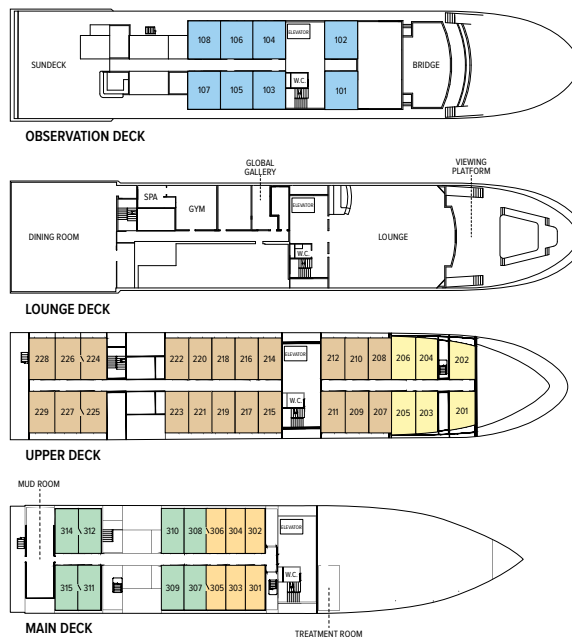 108 106 104 ELEVATOR 102
SUNDECK BRIDGE
W.C.
107 105 103 101
OBSERVATION DECK
GLOBAL
GALLERY
VIEWING
PLATFORM
SPA
GYM
ELEVATOR
DINING ROOM LOUNGE
W.C.
LOUNGE DECK
228 226 224 222 220 218 216 214 ELEVATOR 212 210 208 206 204 202
W.C.
229 227 225 223 221 219 217 215 211 209 207 205 203 201
UPPER DECK
MUD ROOM
314 312 310 308 306 304 302 ELEVATOR
W.C.
315 311 309 307 305 303 301
MAIN DECK
TREATMENT ROOM